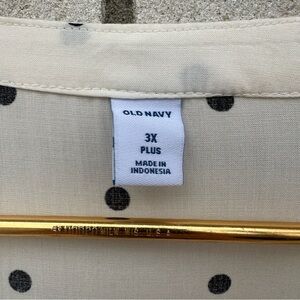 OLD NAVY
3X
PLUS
MADE IN
INDONESIA